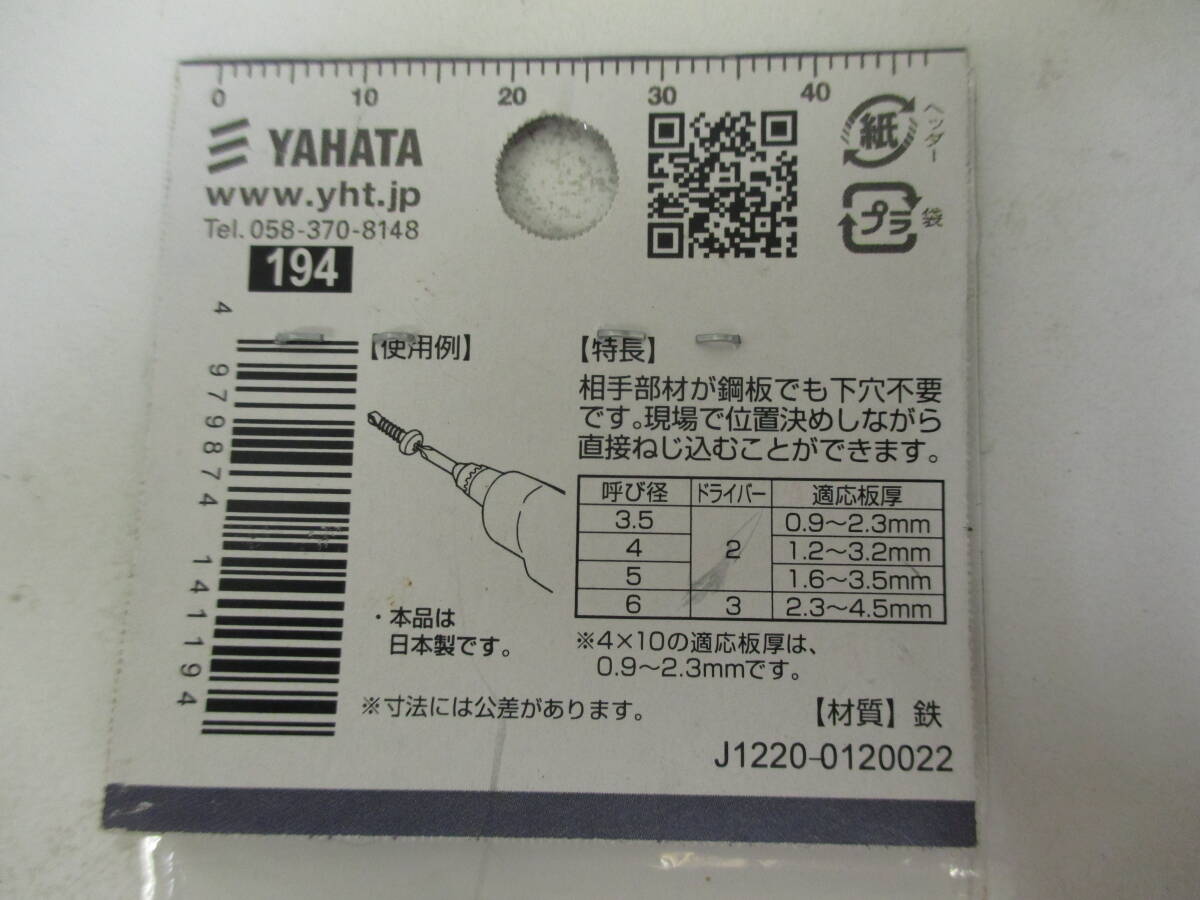 0 10 20 30 40
YAHATA
www.yht.jp
Tel. 058-370-8148
194
紙
ヘッダー
プラ
袋
4 979874 141194
【使用例】
・本品は
日本製です。
【特長】
相手部材が鋼板でも下穴不要
です。現場で位置決めしながら
直接ねじ込むことができます。
呼び径 ドライバー 適応板厚
3.5 0.9〜2.3mm
4 2 1.2〜3.2mm
5 1.6〜3.5mm
6 3 2.3〜4.5mm
※4×10の適応板厚は、
0.9〜2.3mmです。
※寸法には公差があります。
【材質】鉄
J1220-0120022